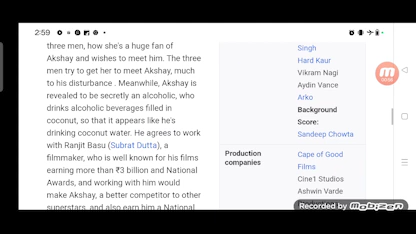 2:59
three men, how she's a huge fan of
Akshay and wishes to meet him. The three
men try to get her to meet Akshay, much
to his disturbance . Meanwhile, Akshay is
revealed to be secretly an alcoholic, who
drinks alcoholic beverages filled in
coconut, so that it appears like he's
drinking coconut water. He agrees to work
with Ranjit Basu (Subrat Dutta), a
filmmaker, who is well known for his films
earning more than ₹3 billion and National
Awards, and working with him would
make Akshay, a better competitor to other
superstars, and also earn him a National
Singh
Hard Kaur
Vikram Nagi
Aydin Vance
Arko
Background
Score:
Sandeep Chowta
Production
companies
Cape of Good
Films
Cine1 Studios
Ashwin Varde
Recorded by Mobizen